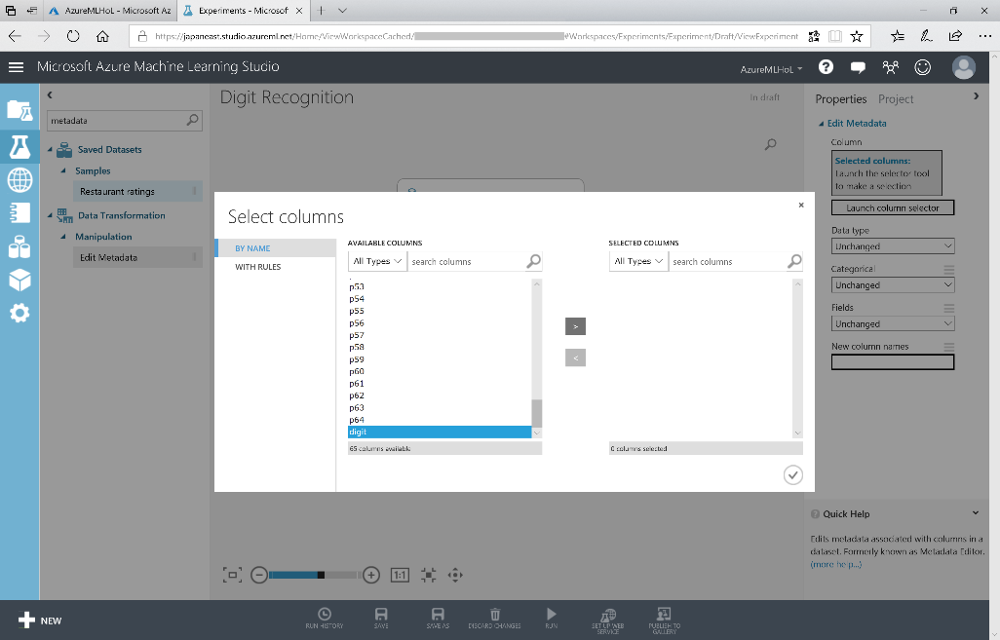 AzureMLHoL - Microsoft Az
Experiments - Microsof
https://japaneast.studio.azureml.net/Home/ViewWorkspaceCached/
#Workspaces/Experiments/Experiment/Draft/ViewExperiment
Microsoft Azure Machine Learning Studio
AzureMLHoL
metadata
Saved Datasets
Samples
Restaurant ratings
Data Transformation
Manipulation
Edit Metadata
Digit Recognition
In draft
Select columns
BY NAME
WITH RULES
AVAILABLE COLUMNS
All Types
search columns
p53
p54
p55
p56
p57
p58
p59
p60
p61
p62
p63
p64
digit
65 columns available
>
<
SELECTED COLUMNS
All Types
search columns
0 columns selected
Properties Project
Edit Metadata
Column
Selected columns:
Launch the selector tool
to make a selection
Launch column selector
Data type
Unchanged
Categorical
Unchanged
Fields
Unchanged
New column names
Quick Help
Edits metadata associated with columns in a
dataset. Formerly known as Metadata Editor.
(more help...)
1:1
NEW
RUN HISTORY
SAVE
SAVE AS
DISCARD CHANGES
RUN
SET UP WEB
SERVICE
PUBLISH TO
GALLERY